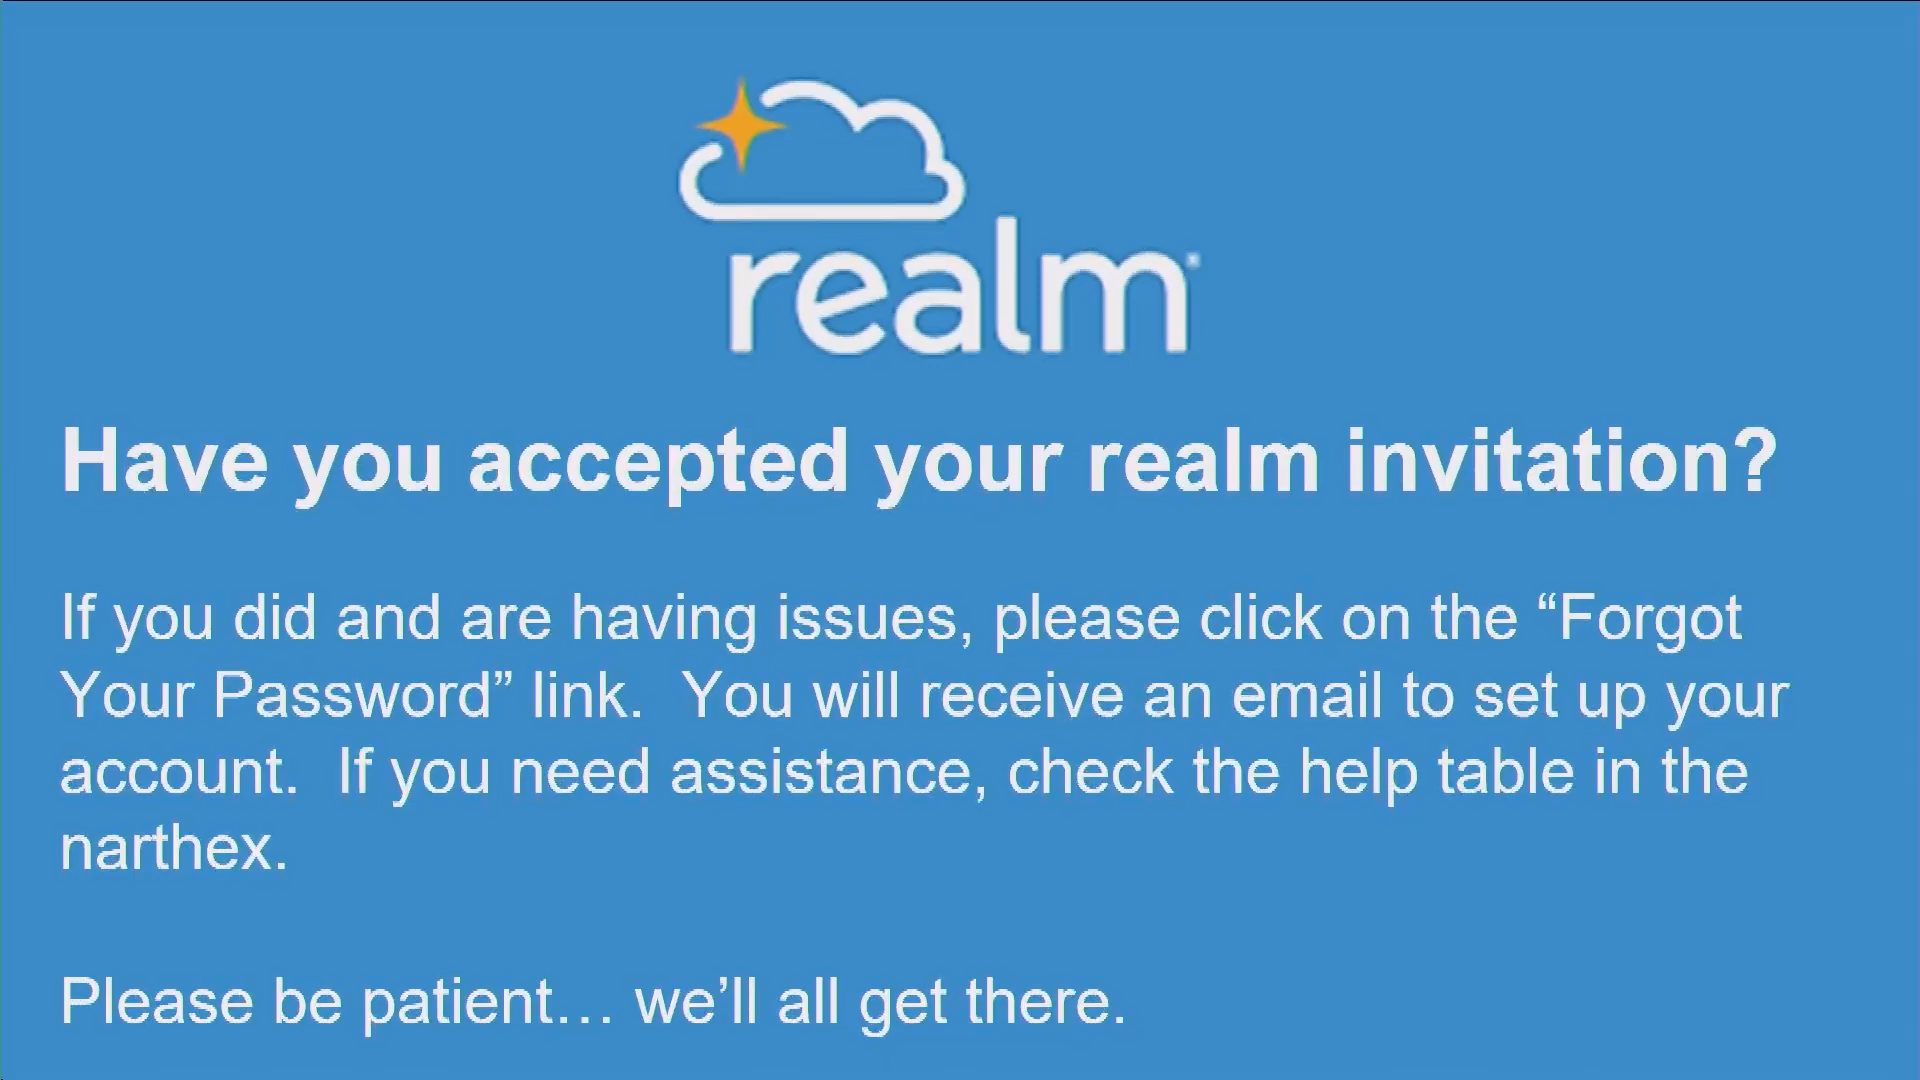 realm
Have you accepted your realm invitation?
If you did and are having issues, please click on the “Forgot
Your Password” link.  You will receive an email to set up your
account.  If you need assistance, check the help table in the
narthex.
Please be patient… we’ll all get there.